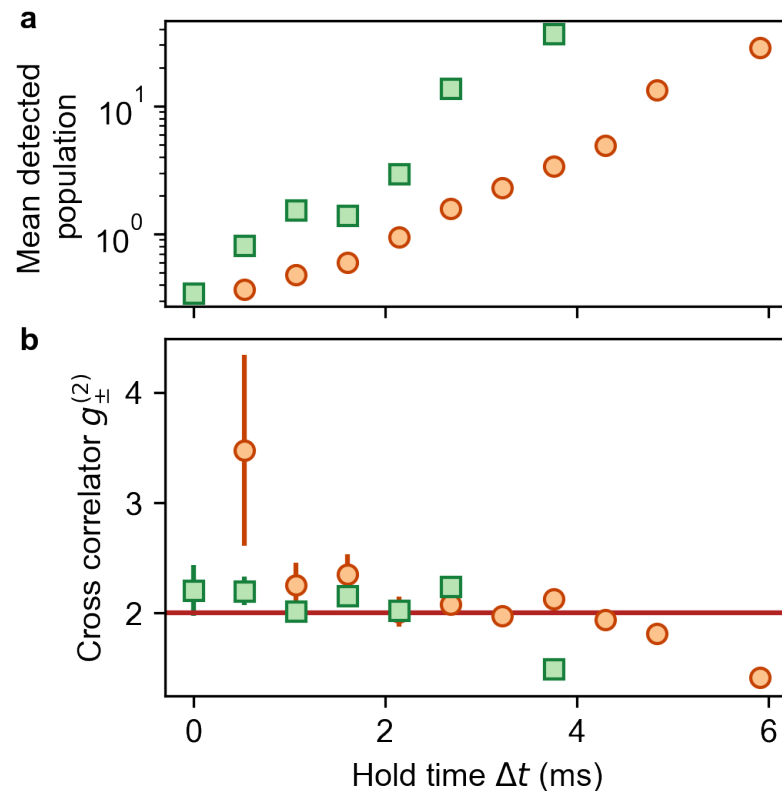 a
Mean detected
population
10¹
10⁰
b
Cross correlator g±⁽²⁾
4
3
2
0 2 4 6
Hold time Δt (ms)